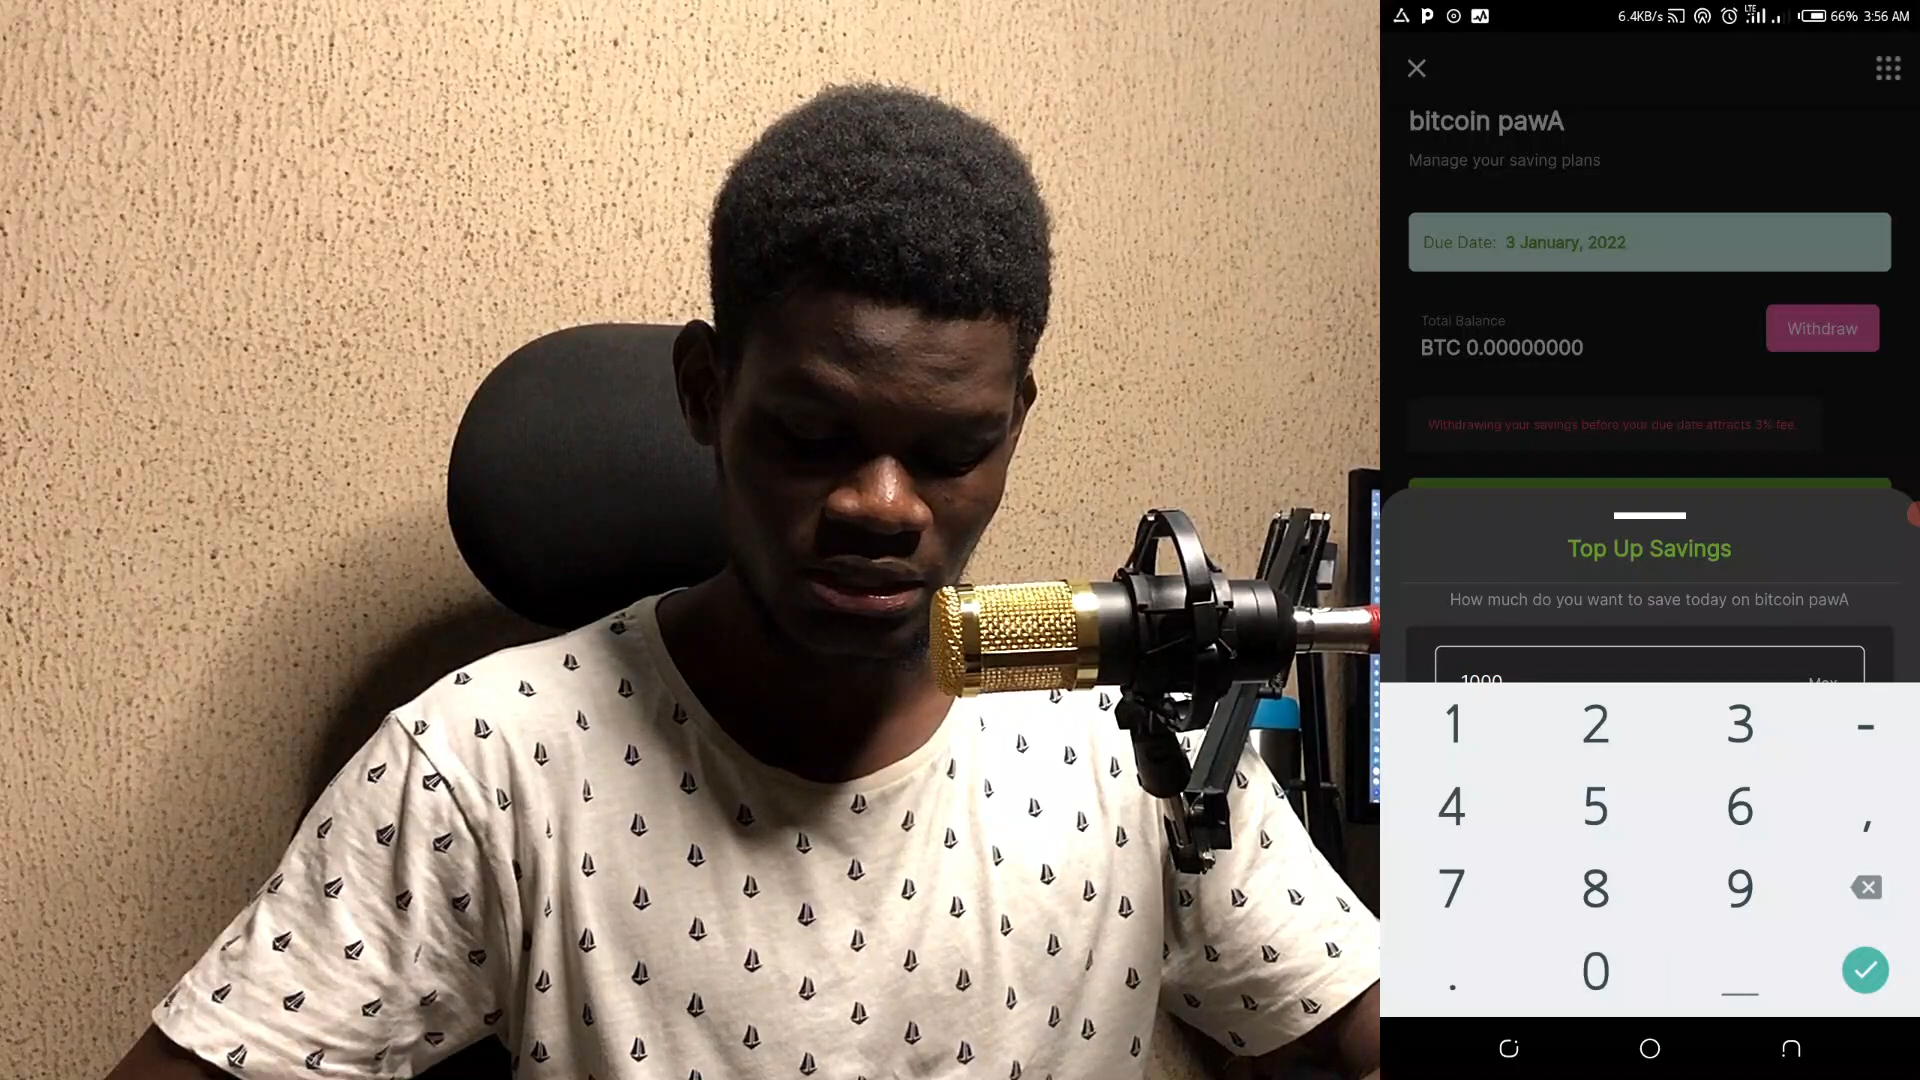 6.4KB/s LTE 66% 3:56 AM
bitcoin pawA
Manage your saving plans
Due Date: 3 January, 2022
Total Balance
BTC 0.00000000
Withdraw
Withdrawing your savings before your due date attracts 3% fee.
Top Up Savings
How much do you want to save today on bitcoin pawA
1000 Max
1 2 3 -
4 5 6 ,
7 8 9
. 0 _